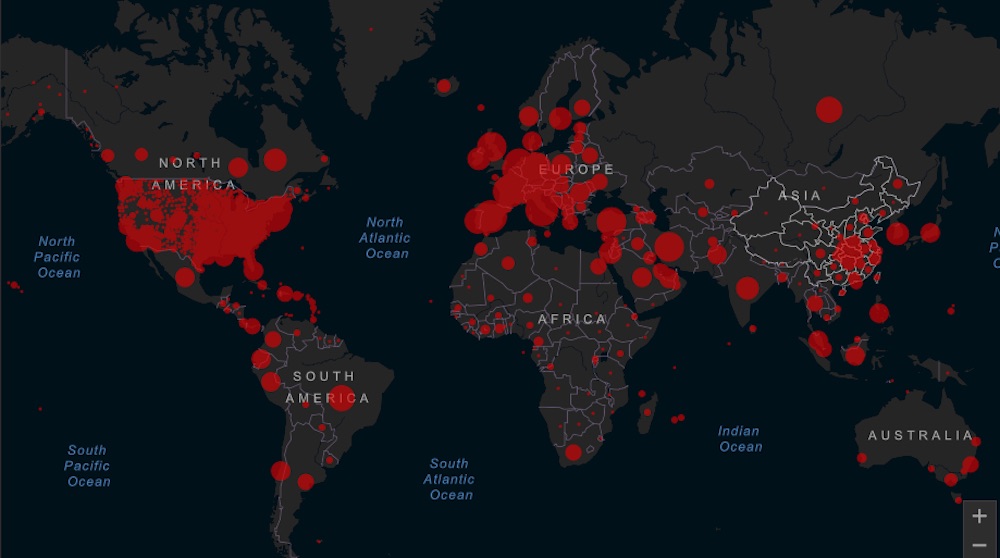 NORTH
AMERICA
EUROPE
ASIA
North
Atlantic
Ocean
North
Pacific
Ocean
N
P
O
AFRICA
SOUTH
AMERICA
AUSTRALIA
Indian
Ocean
South
Pacific
Ocean
South
Atlantic
Ocean
+
−